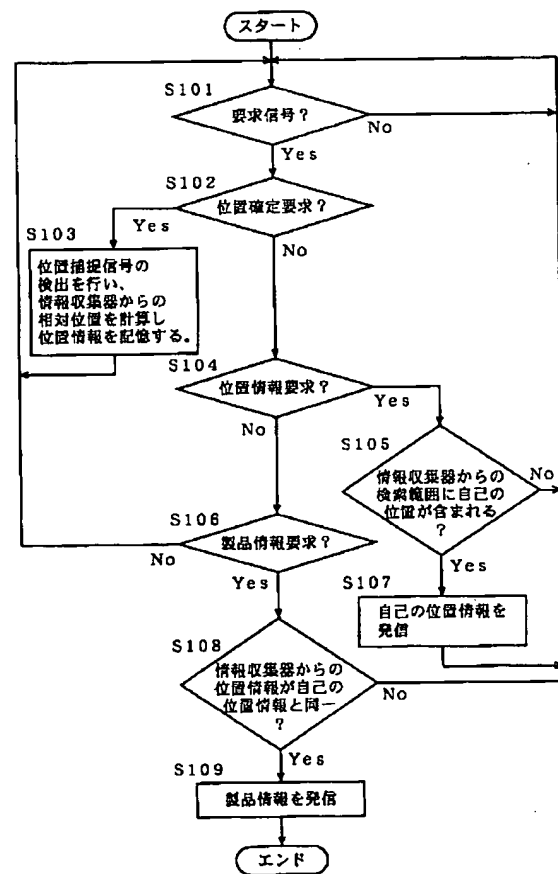 スタート
S101
要求信号?
No
Yes
S102
位置確定要求?
Yes
No
S103
位置捕捉信号の
検出を行い、
情報収集器からの
相対位置を計算し
位置情報を記憶する。
S104
位置情報要求?
Yes
No
S105
情報収集器からの
検索範囲に自己の
位置が含まれる
?
No
Yes
S106
製品情報要求?
No
Yes
S107
自己の位置情報を
発信
S108
情報収集器からの
位置情報が自己の
位置情報と同一
?
No
Yes
S109
製品情報を発信
エンド